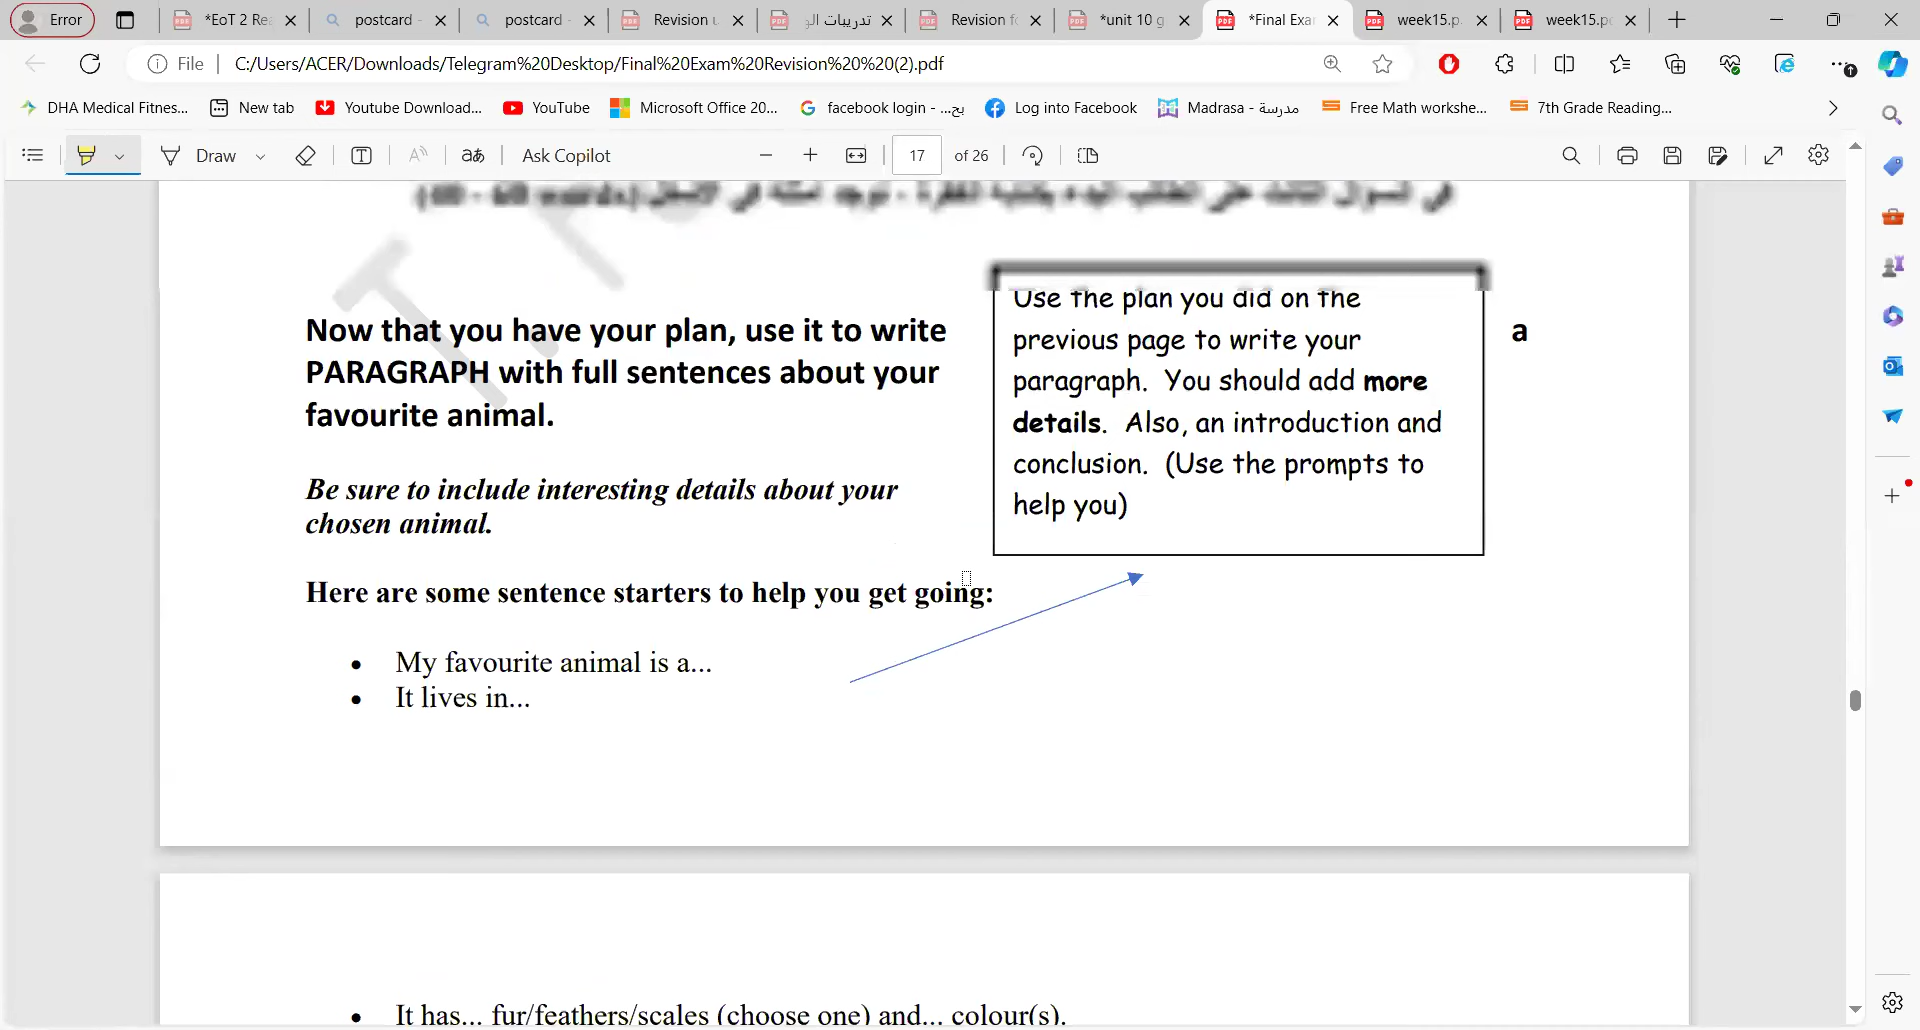 Error
*EoT 2 Rea
postcard -
postcard -
Revision u
تدريبات الو
Revision fo
*unit 10 g
*Final Exa
week15.p
week15.po
File
C:/Users/ACER/Downloads/Telegram%20Desktop/Final%20Exam%20Revision%20%20(2).pdf
DHA Medical Fitnes...
New tab
Youtube Download...
YouTube
Microsoft Office 20...
facebook login - ...بح
Log into Facebook
Madrasa - مدرسة
Free Math workshe...
7th Grade Reading...
Draw
Ask Copilot
17
of 26
Now that you have your plan, use it to write a
PARAGRAPH with full sentences about your
favourite animal.
Use the plan you did on the
previous page to write your
paragraph. You should add more
details. Also, an introduction and
conclusion. (Use the prompts to
help you)
Be sure to include interesting details about your
chosen animal.
Here are some sentence starters to help you get going:
• My favourite animal is a...
• It lives in...
• It has... fur/feathers/scales (choose one) and... colour(s).